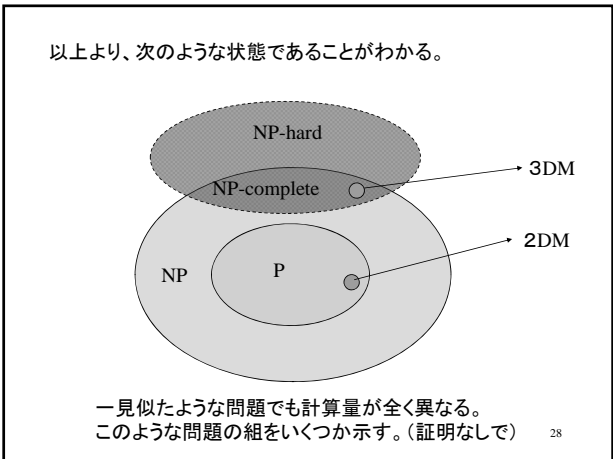 以上より、次のような状態であることがわかる。
NP-hard
3DM
NP-complete
2DM
NP
P
一見似たような問題でも計算量が全く異なる。
このような問題の組をいくつか示す。(証明なしで)
28